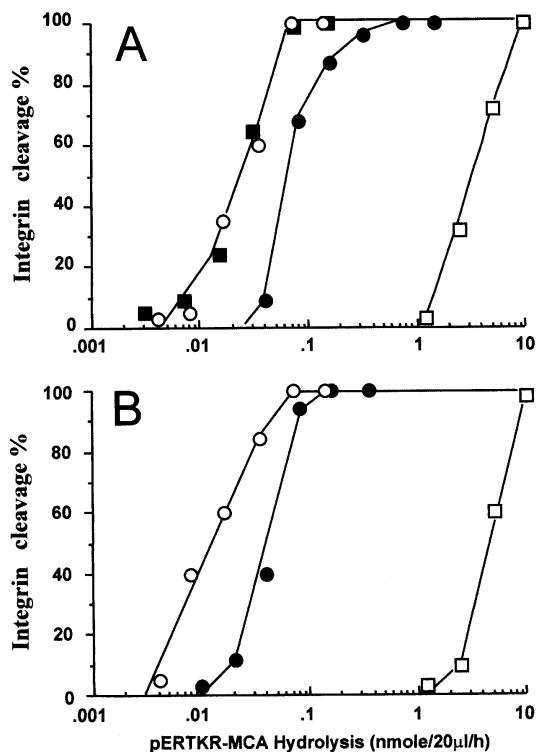 A
Integrin cleavage %
100
80
60
40
20
0
.001 .01 .1 1 10
B
Integrin cleavage %
100
80
60
40
20
0
.001 .01 .1 1 10
pERTKR-MCA Hydrolysis (nmole/20µl/h)